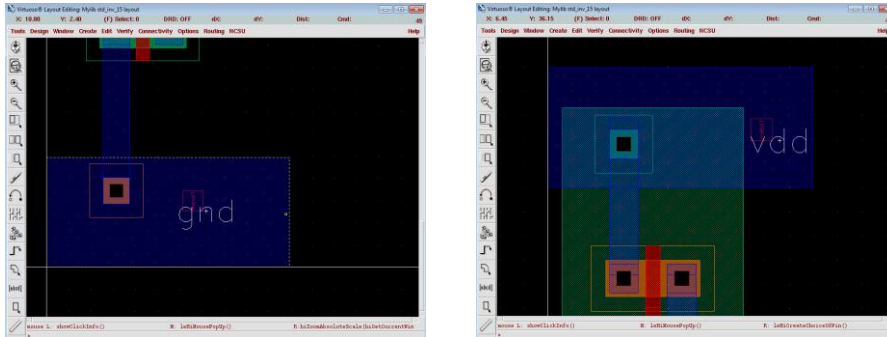 Virtuoso® Layout Editing: Mylib std_inv_15 layout
X: 10.80 Y: 2.40 (F) Select: 0 DRD: OFF dX: dY: Dist: Cmd:
Tools Design Window Create Edit Verify Connectivity Options Routing NCSU Help
gnd
mouse L: showClickInfo() M: leHiMousePopUp() R: hiZoomAbsoluteScale(hiGetCurrentWin
Virtuoso® Layout Editing: Mylib std_inv_15 layout
X: 6.45 Y: 36.15 (F) Select: 0 DRD: OFF dX: dY: Dist: Cmd:
Tools Design Window Create Edit Verify Connectivity Options Routing NCSU Help
vdd
mouse L: showClickInfo() M: leHiMousePopUp()